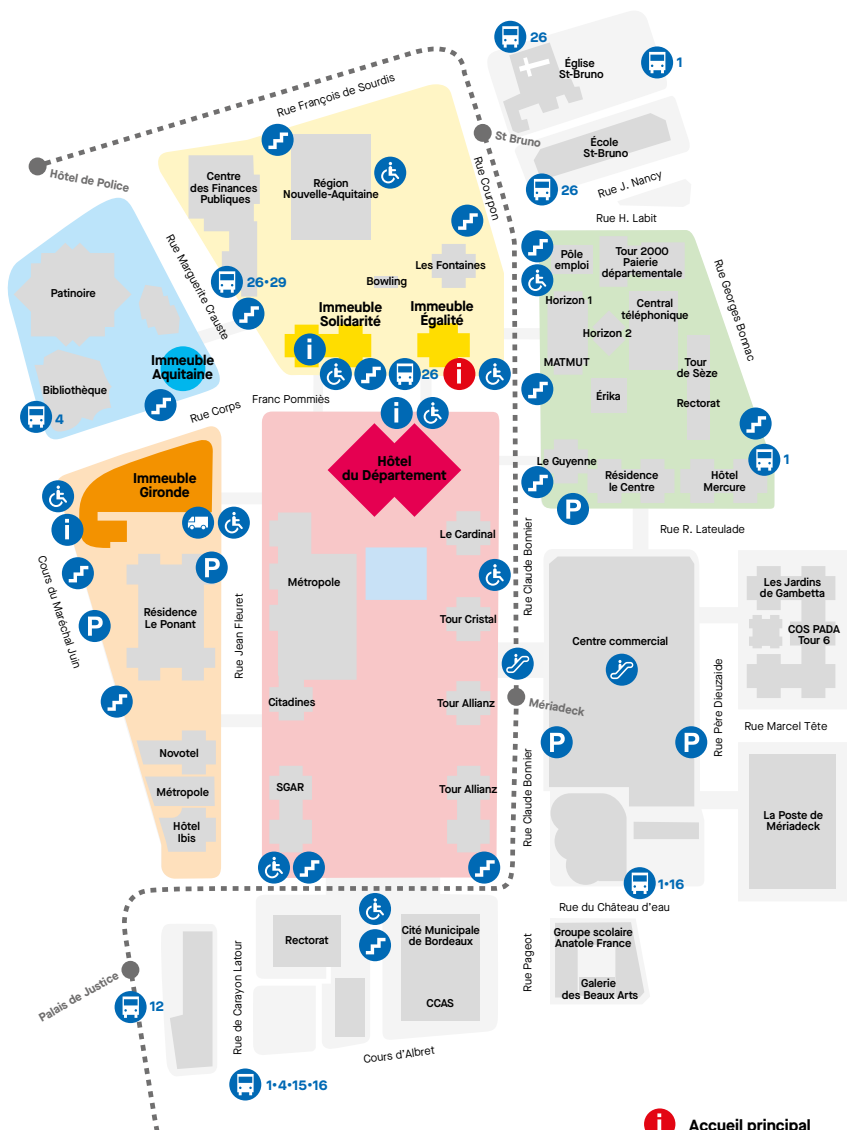 26
Église
St-Bruno
1
Rue François de Sourdis
St Bruno
École
St-Bruno
Hôtel de Police
Centre
des Finances
Publiques
Région
Nouvelle-Aquitaine
Rue Courpon
26
Rue J. Nancy
Rue H. Labit
Patinoire
Rue Marguerite Crauste
26•29
Les Fontaines
Bowling
Pôle
emploi
Tour 2000
Paierie
départementale
Rue Georges Bonnac
Immeuble
Solidarité
Immeuble
Égalité
Horizon 1
Central
téléphonique
Horizon 2
Immeuble
Aquitaine
Bibliothèque
i
26
i
MATMUT
Tour
de Sèze
4
Rue Corps
Franc Pommiès
i
Érika
Rectorat
Immeuble
Gironde
Hôtel
du Département
Le Guyenne
Résidence
le Centre
Hôtel
Mercure
1
i
P
Rue R. Lateulade
Cours du Maréchal Juin
P
Résidence
Le Ponant
P
Rue Jean Fleuret
Métropole
Le Cardinal
Rue Claude Bonnier
Tour Cristal
Centre commercial
Les Jardins
de Gambetta
COS PADA
Tour 6
Citadines
Tour Allianz
Mériadeck
P
P
Rue Père Dieuzaide
Rue Marcel Tête
Novotel
Métropole
Hôtel
Ibis
SGAR
Tour Allianz
Rue Claude Bonnier
La Poste de
Mériadeck
1•16
Rue du Château d'eau
Rectorat
Cité Municipale
de Bordeaux
CCAS
Rue Pageot
Groupe scolaire
Anatole France
Galerie
des Beaux Arts
Palais de Justice
12
Rue de Carayon Latour
Cours d'Albret
1•4•15•16
i
Accueil principal